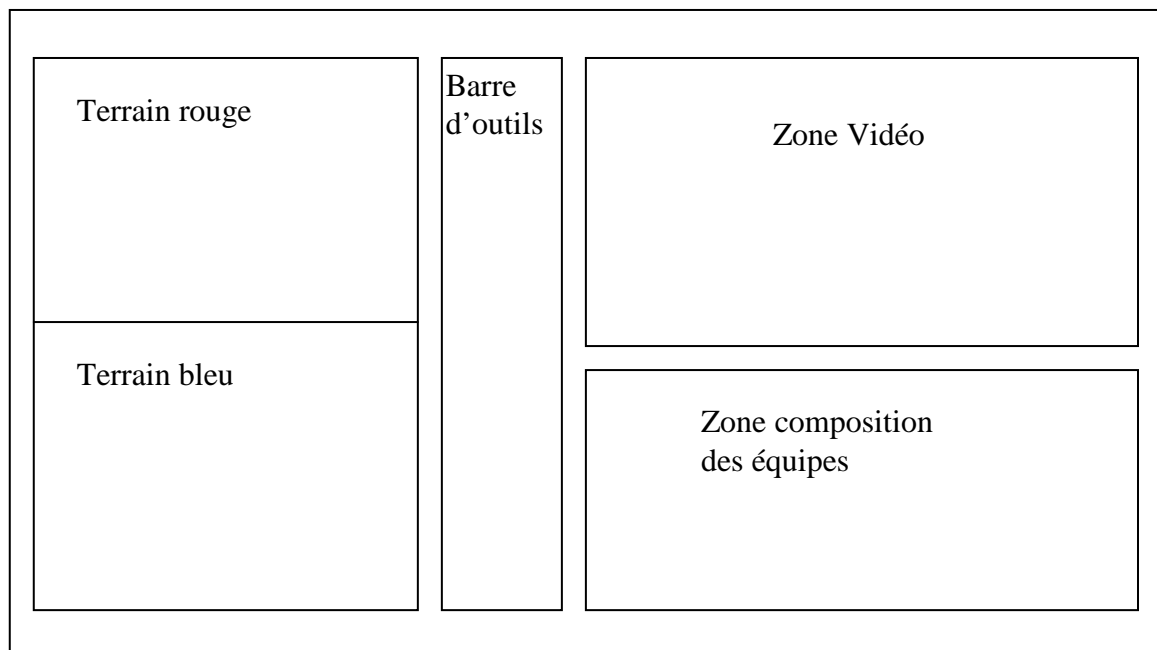 Terrain rouge
Terrain bleu
Barre
d’outils
Zone Vidéo
Zone composition
des équipes